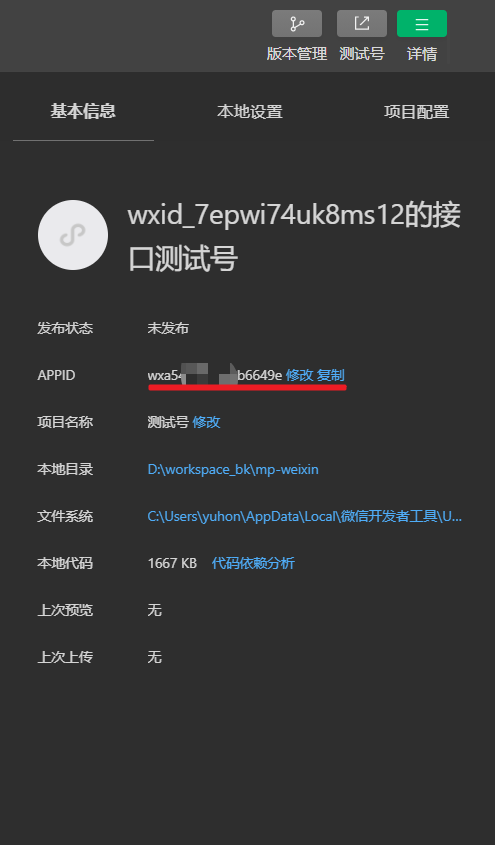 版本管理 测试号 详情
基本信息 本地设置 项目配置
wxid_7epwi74uk8ms12的接
口测试号
发布状态 未发布
APPID wxa54 b6649e 修改 复制
项目名称 测试号 修改
本地目录 D:\workspace_bk\mp-weixin
文件系统 C:\Users\yuhon\AppData\Local\微信开发者工具\U...
本地代码 1667 KB 代码依赖分析
上次预览 无
上次上传 无